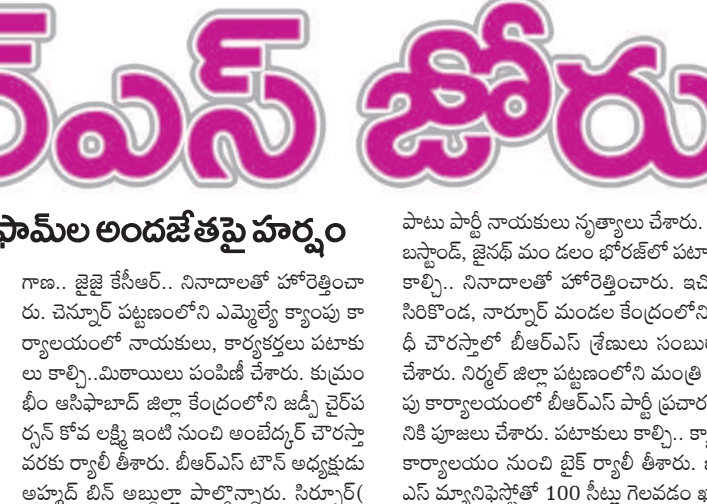 ర్ఎస్ జోరు
ఫామ్‌ల అందజేతపై హర్షం
గాణ.. జైజై కేసీఆర్.. నినాదాలతో హోరెత్తించా
రు. చెన్నూర్ పట్టణంలోని ఎమ్మెల్యే క్యాంపు కా
ర్యాలయంలో నాయకులు, కార్యకర్తలు పటాకు
లు కాల్చి..మిఠాయిలు పంపిణీ చేశారు. కుమ్రం
భీం ఆసిఫాబాద్ జిల్లా కేంద్రంలోని జడ్పీ చైర్‌ప
ర్సన్ కోవ లక్ష్మి ఇంటి నుంచి అంబేద్కర్ చౌరస్తా
వరకు ర్యాలీ తీశారు. బీఆర్ఎస్ టౌన్ అధ్యక్షుడు
అహ్మద్ బిన్ అబ్దుల్లా పాల్గొన్నారు. సిర్పూర్(
పాటు పార్టీ నాయకులు నృత్యాలు చేశారు.
బస్టాండ్, జైనథ్ మం డలం భోరజ్‌లో పటా
కాల్చి.. నినాదాలతో హోరెత్తించారు. ఇచ్
సిరికొండ, నార్నూర్ మండల కేంద్రంలోని
ధీ చౌరస్తాలో బీఆర్ఎస్ శ్రేణులు సంబు
చేశారు. నిర్మల్ జిల్లా పట్టణంలోని మంత్రి
పు కార్యాలయంలో బీఆర్ఎస్ పార్టీ ప్రచార
నికి పూజలు చేశారు. పటాకులు కాల్చి.. క్యా
కార్యాలయం నుంచి బైక్ ర్యాలీ తీశారు.
ఎస్ మ్యానిఫెస్టోతో 100 సీట్లు గెలవడం